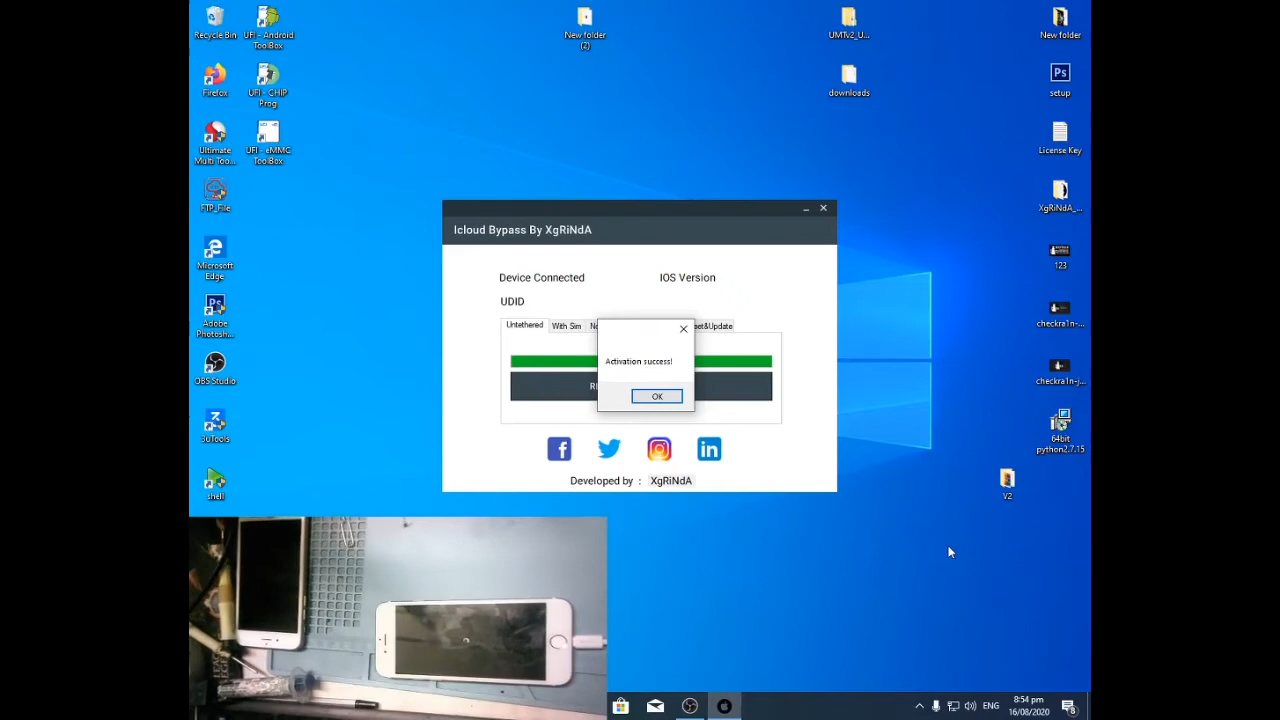 Recycle Bin
UFI - Android
ToolBox
New folder
(2)
UMTv2_U...
New folder
Firefox
UFI - CHIP
Prog
downloads
setup
Ultimate
Multi Too...
UFI - eMMC
ToolBox
License Key
FTP_File
XgRiNdA_...
Icloud Bypass By XgRiNdA
Microsoft
Edge
Device Connected
IOS Version
123
UDID
Untethered
With Sim
No
set&Update
Adobe
Photosh...
checkra1n-...
Activation success!
OBS Studio
checkra1n-j...
OK
3uTools
64bit
python2.7.15
Developed by :
XgRiNdA
shell
V2
ENG
8:54 pm
16/08/2020
Ps